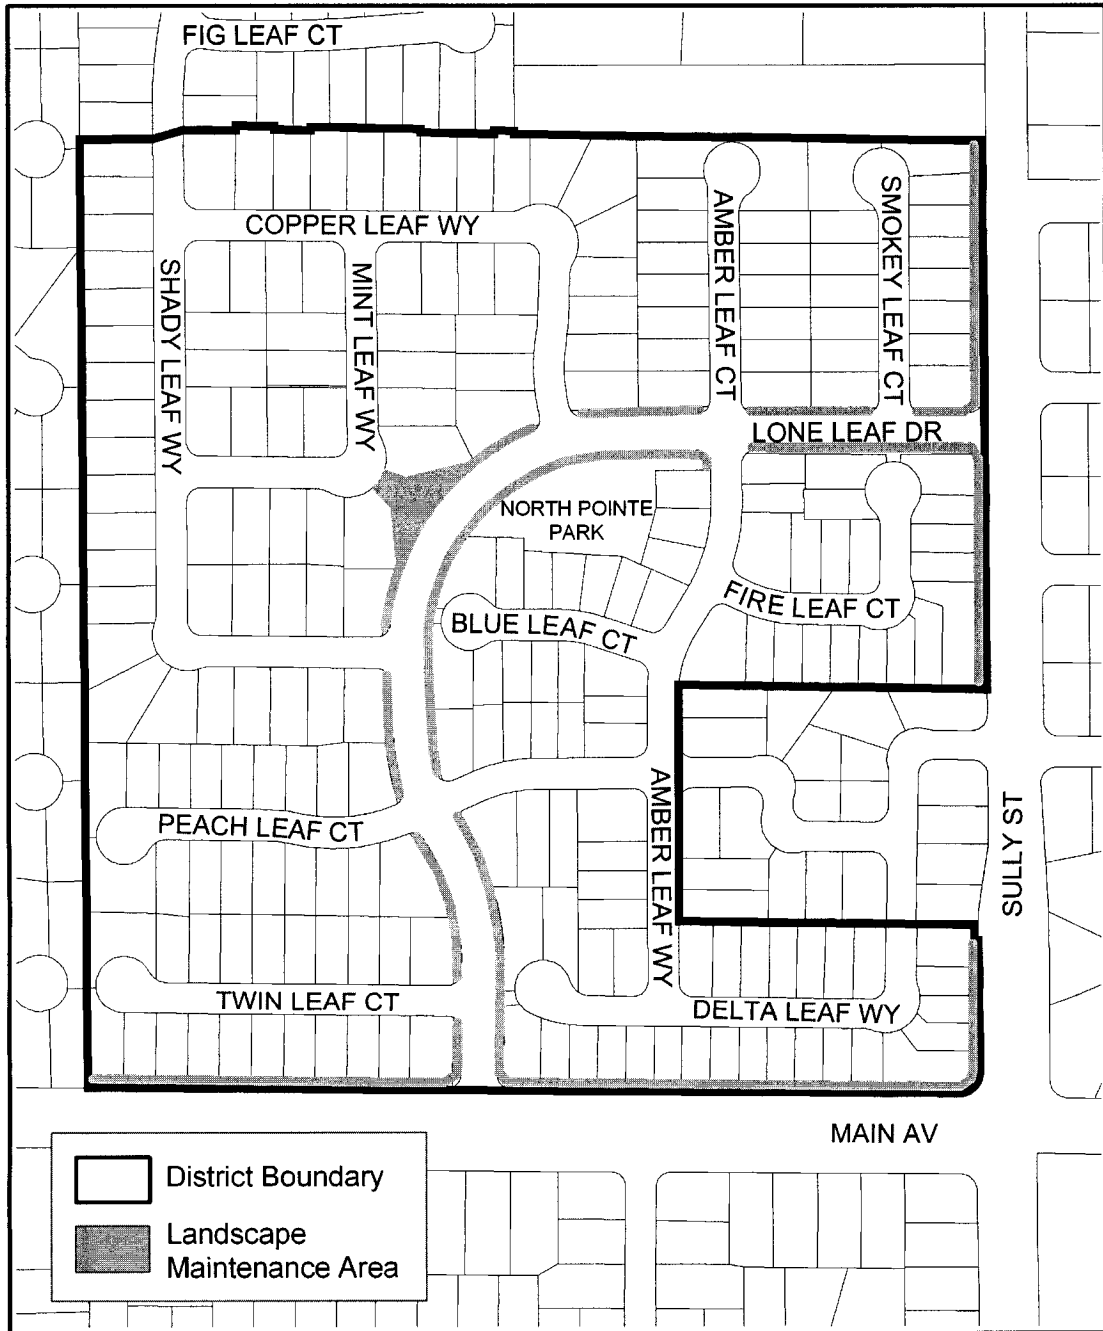 FIG LEAF CT
COPPER LEAF WY
SHADY LEAF WY
MINT LEAF WY
AMBER LEAF CT
SMOKEY LEAF CT
LONE LEAF DR
NORTH POINTE
PARK
BLUE LEAF CT
FIRE LEAF CT
PEACH LEAF CT
AMBER LEAF WY
SULLY ST
TWIN LEAF CT
DELTA LEAF WY
MAIN AV
District Boundary
Landscape
Maintenance Area